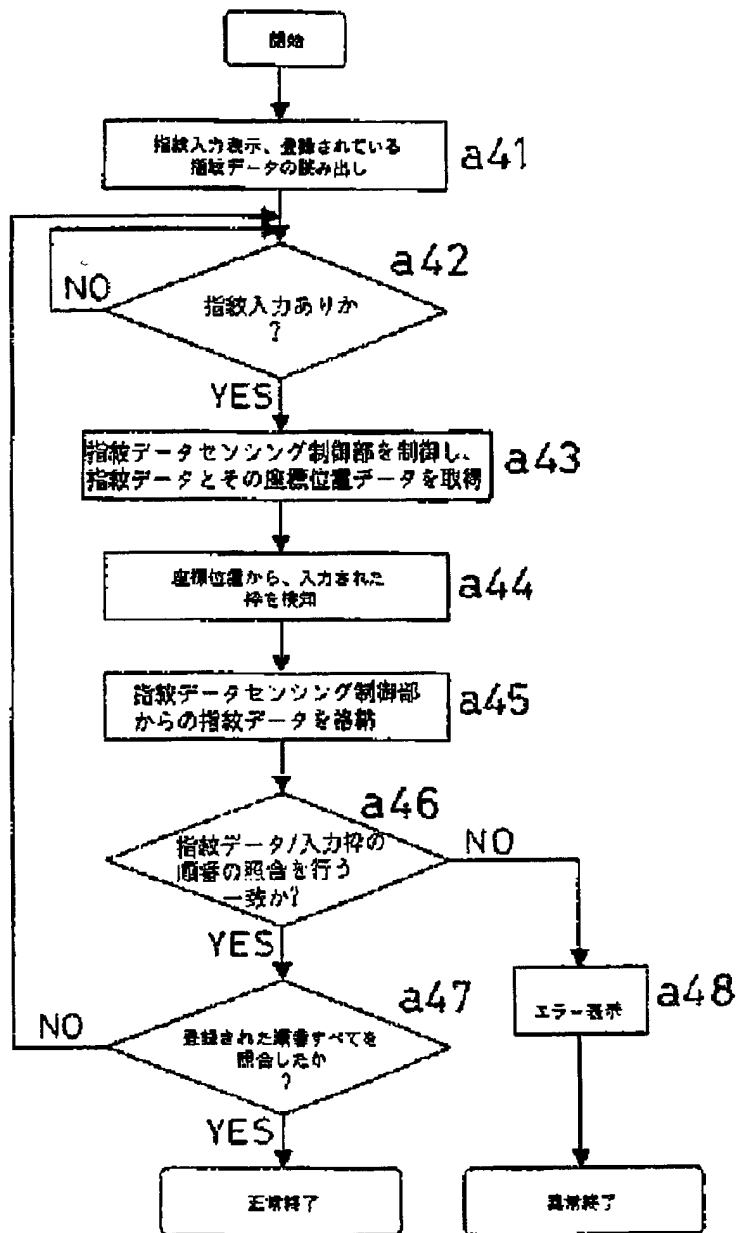 開始
指紋入力表示、登録されている
指紋データの読み出し
a41
a42
NO
指紋入力ありか
?
YES
指紋データセンシング制御部を制御し、
指紋データとその座標位置データを取得
a43
座標位置から、入力された
枠を検知
a44
指紋データセンシング制御部
からの指紋データを格納
a45
a46
指紋データ/入力枠の
順番の照合を行う
一致か?
NO
YES
a47
登録された順番すべてを
照合したか
?
NO
エラー表示
a48
YES
正常終了
異常終了